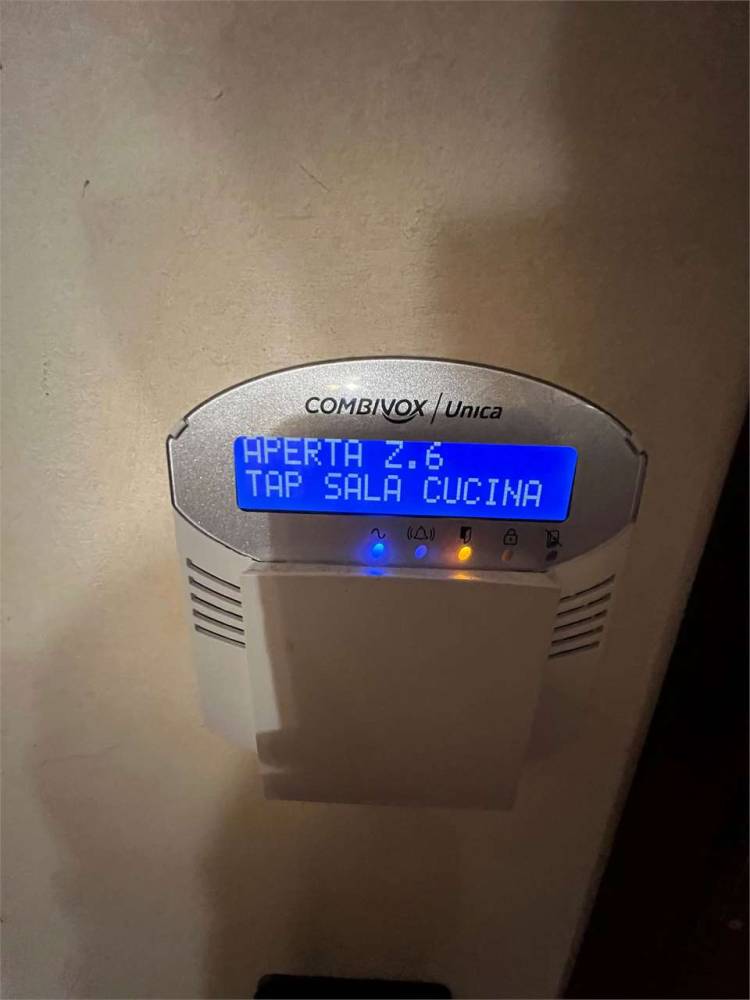 COMBIVOX / Unica
APERTA Z.6
TAP SALA CUCINA